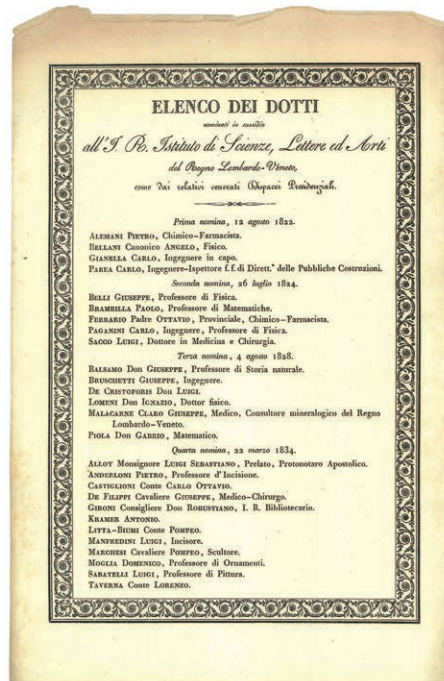 ELENCO DEI DOTTI
nominati in sussidio
all'I. R. Istituto di Scienze, Lettere ed Arti
del Regno Lombardo-Veneto,
come dai relativi venerati Dispacci Presidenziali.
Prima nomina, 12 agosto 1822.
ALEMANI PIETRO, Chimico-Farmacista.
BELLANI Canonico ANGELO, Fisico.
GIANELLA CARLO, Ingegnere in capo.
PAREA CARLO, Ingegnere-Ispettore f.f. di Dirett.e delle Pubbliche Costruzioni.
Seconda nomina, 26 luglio 1824.
BELLI GIUSEPPE, Professore di Fisica.
BRAMBILLA PAOLO, Professore di Matematiche.
FERRARIO Padre OTTAVIO, Provinciale, Chimico-Farmacista.
PAGANINI CARLO, Ingegnere, Professore di Fisica.
SACCO LUIGI, Dottore in Medicina e Chirurgia.
Terza nomina, 4 agosto 1828.
BALSAMO Don GIUSEPPE, Professore di Storia naturale.
BRUSCHETTI GIUSEPPE, Ingegnere.
DE CRISTOFORIS Don LUIGI.
LOMENI Don IGNAZIO, Dottor fisico.
MALACARNE CLARO GIUSEPPE, Medico, Consultore mineralogico del Regno
Lombardo-Veneto.
PIOLA Don GABRIO, Matematico.
Quarta nomina, 22 marzo 1834.
ALLOY Monsignore LUIGI SEBASTIANO, Prelato, Protonotaro Apostolico.
ANDERLONI PIETRO, Professore d'Incisione.
CASTIGLIONI Conte CARLO OTTAVIO.
DE FILIPPI Cavaliere GIUSEPPE, Medico-Chirurgo.
GIRONI Consigliere Don ROBUSTIANO, I. R. Bibliotecario.
KRAMER ANTONIO.
LITTA-BIUMI Conte POMPEO.
MANFREDINI LUIGI, Incisore.
MARCHESI Cavaliere POMPEO, Scultore.
MOGLIA DOMENICO, Professore di Ornamenti.
SABATELLI LUIGI, Professore di Pittura.
TAVERNA Conte LORENZO.